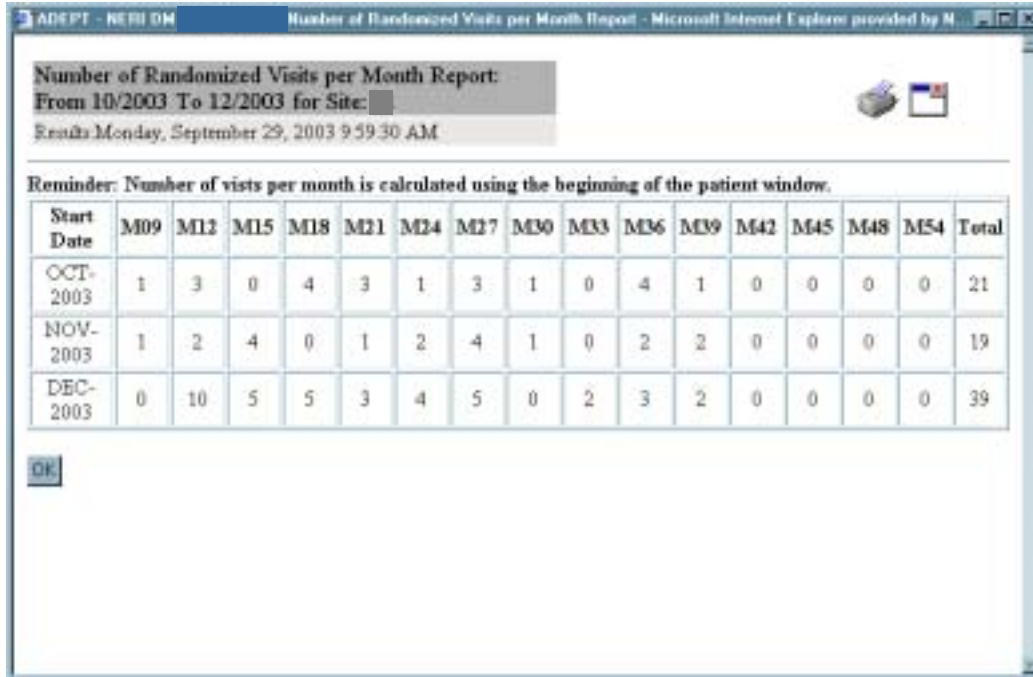 ADEPT - NERI DM Number of Randomized Visits per Month Report - Microsoft Internet Explorer provided by N...
Number of Randomized Visits per Month Report:
From 10/2003 To 12/2003 for Site:
Results:Monday, September 29, 2003 9:59:30 AM
Reminder: Number of vists per month is calculated using the beginning of the patient window.
Start Date M09 M12 M15 M18 M21 M24 M27 M30 M33 M36 M39 M42 M45 M48 M54 Total
OCT-2003 1 3 0 4 3 1 3 1 0 4 1 0 0 0 0 21
NOV-2003 1 2 4 0 1 2 4 1 0 2 2 0 0 0 0 19
DEC-2003 0 10 5 5 3 4 5 0 2 3 2 0 0 0 0 39
OK